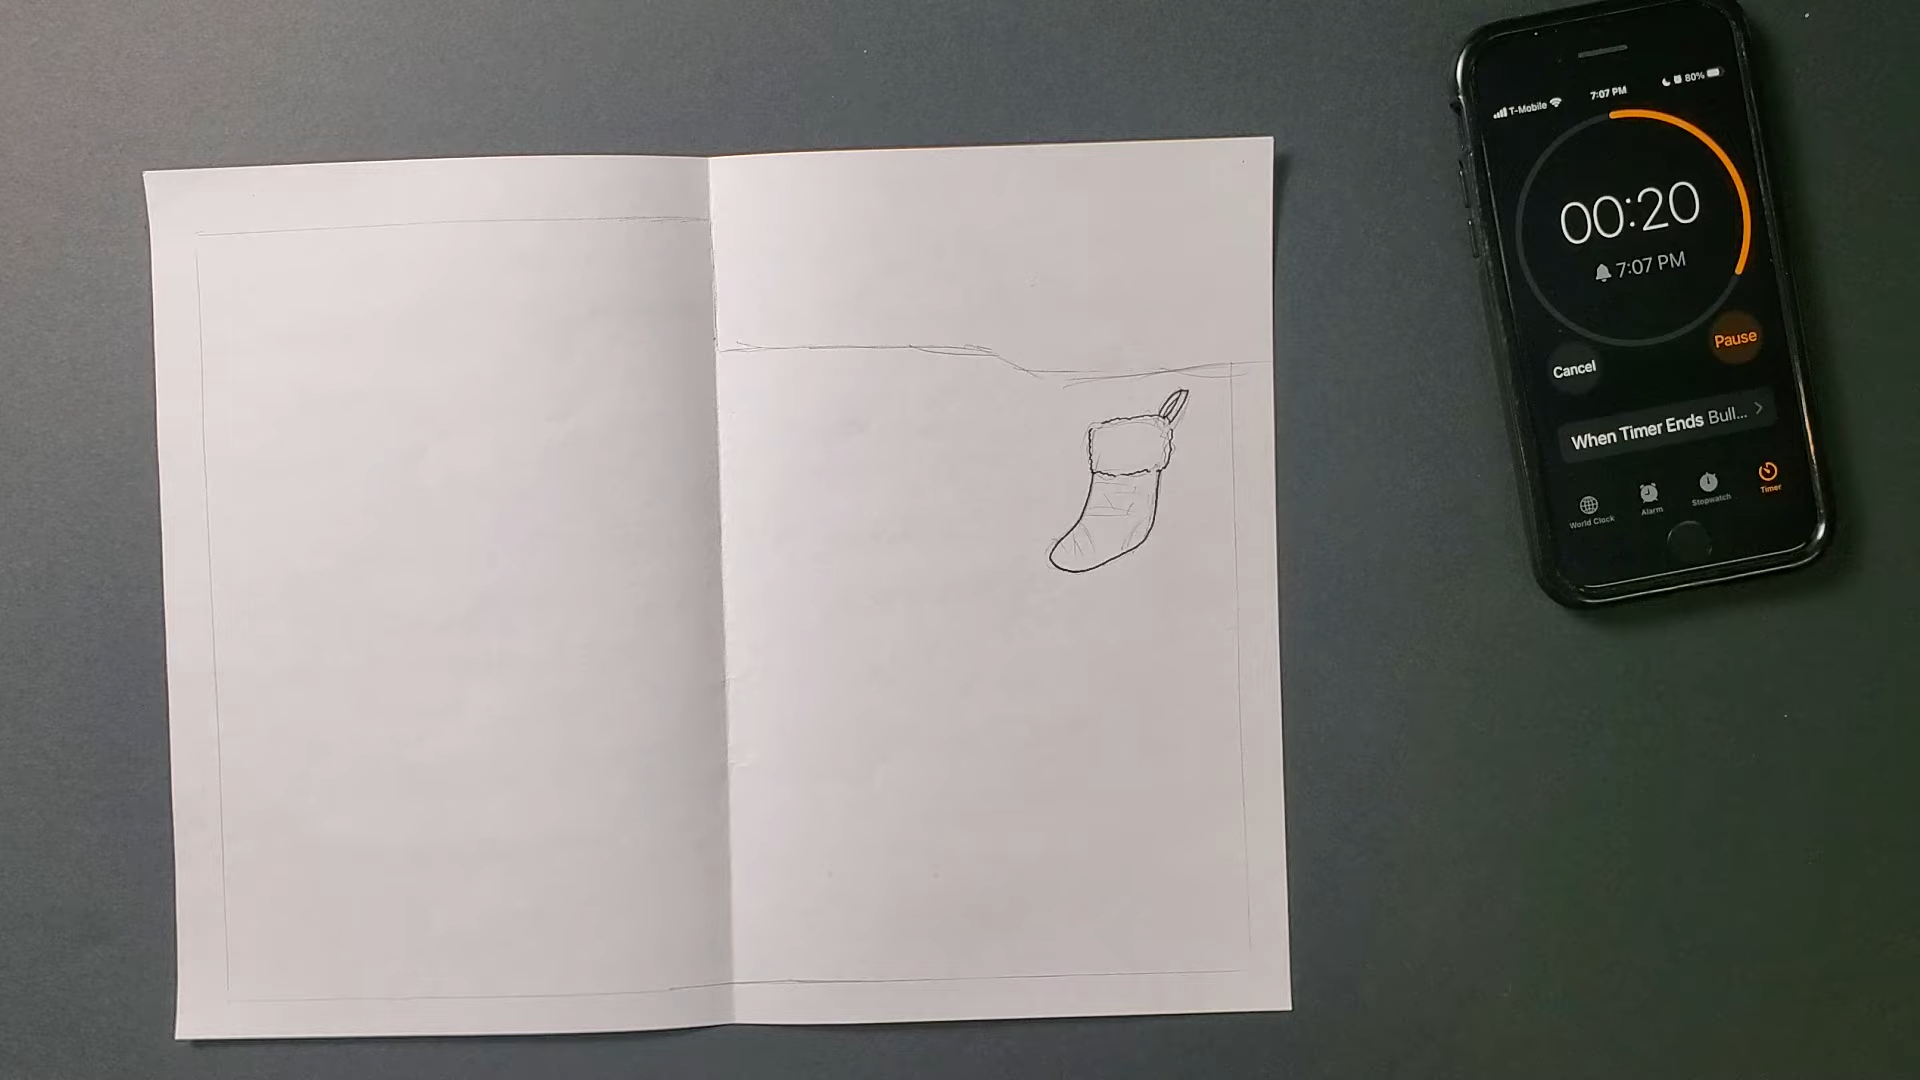 T-Mobile 7:07 PM 80%
00:20
7:07 PM
Cancel Pause
When Timer Ends Bull...
World Clock Alarm Stopwatch Timer